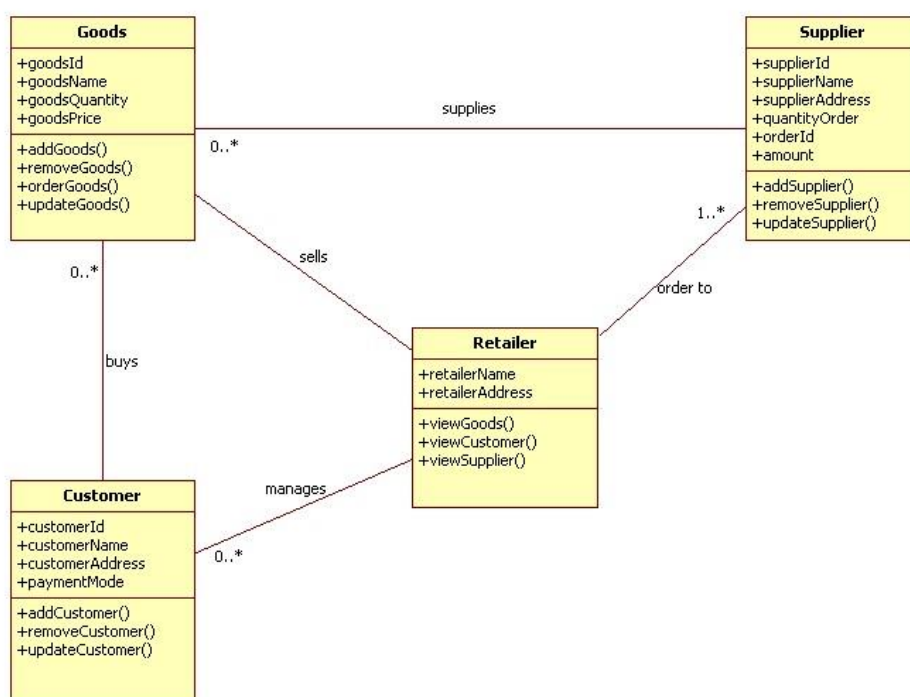 Goods
+goodsId
+goodsName
+goodsQuantity
+goodsPrice
+addGoods()
+removeGoods()
+orderGoods()
+updateGoods()
Supplier
+supplierId
+supplierName
+supplierAddress
+quantityOrder
+orderId
+amount
+addSupplier()
+removeSupplier()
+updateSupplier()
supplies
0..*
1..*
0..*
sells
order to
buys
Retailer
+retailerName
+retailerAddress
+viewGoods()
+viewCustomer()
+viewSupplier()
manages
0..*
Customer
+customerId
+customerName
+customerAddress
+paymentMode
+addCustomer()
+removeCustomer()
+updateCustomer()